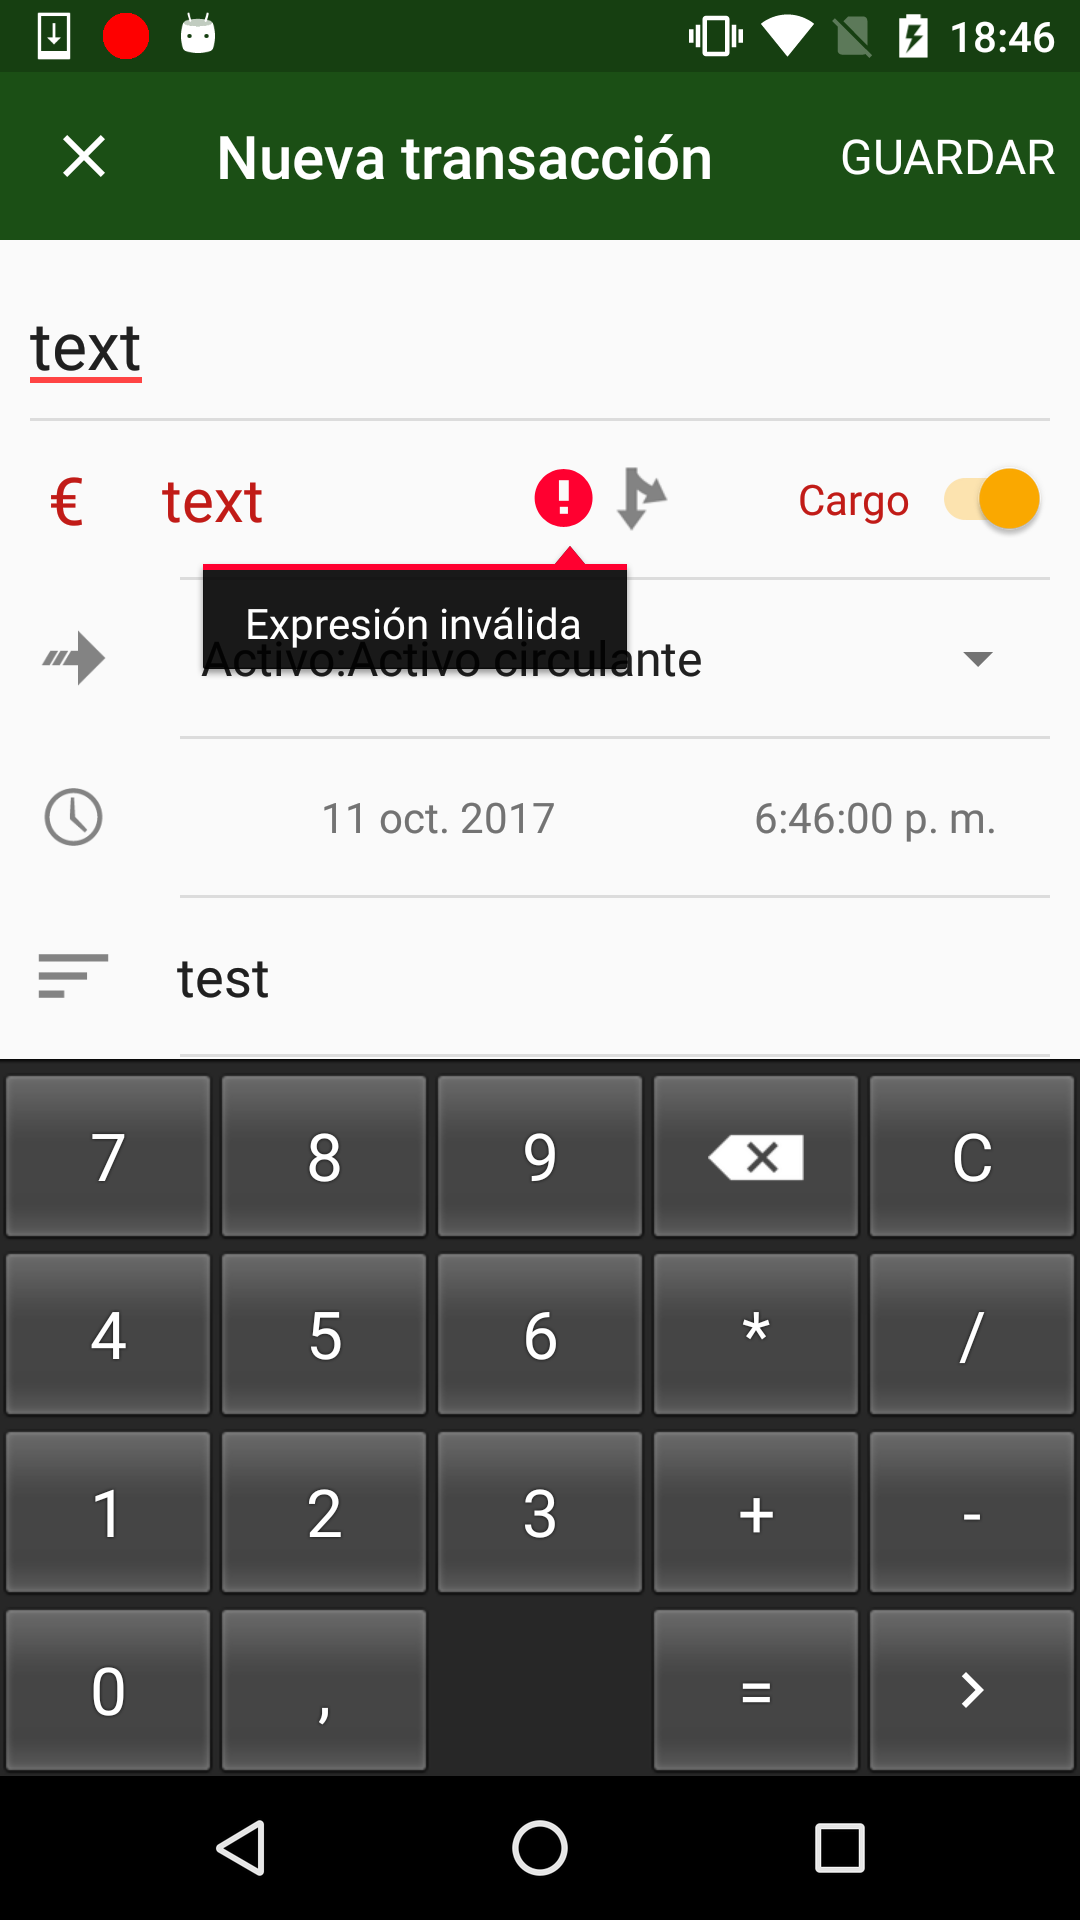 18:46
Nueva transacción GUARDAR
text
€ text Cargo
Expresión inválida
Activo:Activo circulante
11 oct. 2017 6:46:00 p. m.
test
7 8 9 C
4 5 6 * /
1 2 3 + -
0 , = >